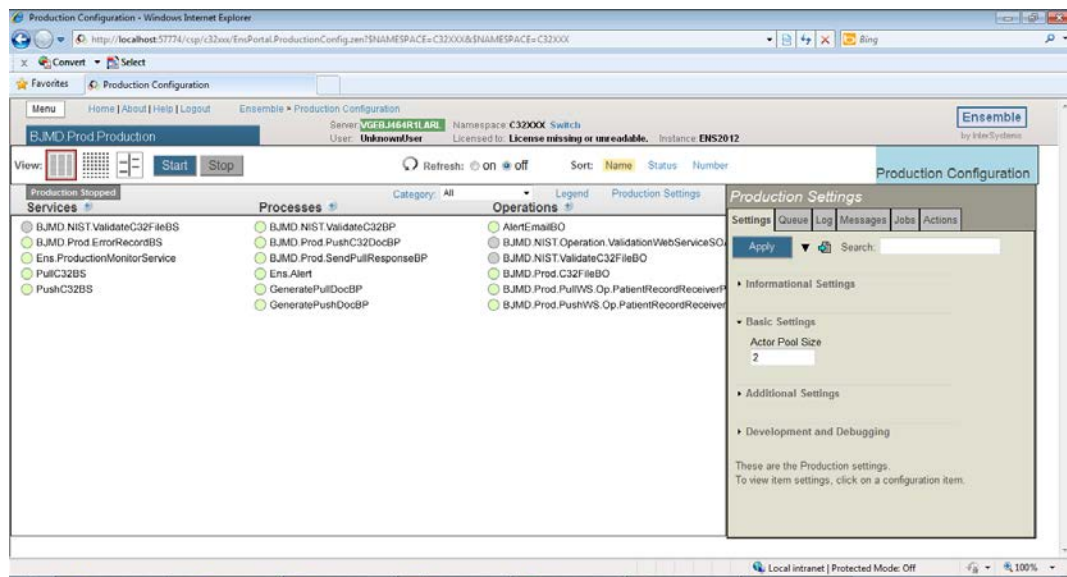 Production Configuration - Windows Internet Explorer
http://localhost:57774/csp/c32xxx/EnsPortal.ProductionConfig.zen?$NAMESPACE=C32XXX&$NAMESPACE=C32XXX
Bing
x Convert Select
Favorites Production Configuration
Menu Home | About | Help | Logout Ensemble » Production Configuration
Server: VGEBJ464R1LARL Namespace: C32XXX Switch
User: UnknownUser Licensed to: License missing or unreadable. Instance: ENS2012
BJMD.Prod.Production
Ensemble
by InterSystems
View: Start Stop Refresh: on off Sort: Name Status Number
Production Configuration
Production Stopped Category: All Legend Production Settings
Services Processes Operations
BJMD.NIST.ValidateC32FileBS BJMD.NIST.ValidateC32BP AlertEmailBO
BJMD.Prod.ErrorRecordBS BJMD.Prod.PushC32DocBP BJMD.NIST.Operation.ValidationWebServiceSO
Ens.ProductionMonitorService BJMD.Prod.SendPullResponseBP BJMD.NIST.ValidateC32FileBO
PullC32BS Ens.Alert BJMD.Prod.C32FileBO
PushC32BS GeneratePullDocBP BJMD.Prod.PullWS.Op.PatientRecordReceiverP
GeneratePushDocBP BJMD.Prod.PushWS.Op.PatientRecordReceiver
Production Settings
Settings Queue Log Messages Jobs Actions
Apply Search:
Informational Settings
Basic Settings
Actor Pool Size
2
Additional Settings
Development and Debugging
These are the Production settings.
To view item settings, click on a configuration item.
Local intranet | Protected Mode: Off 100%